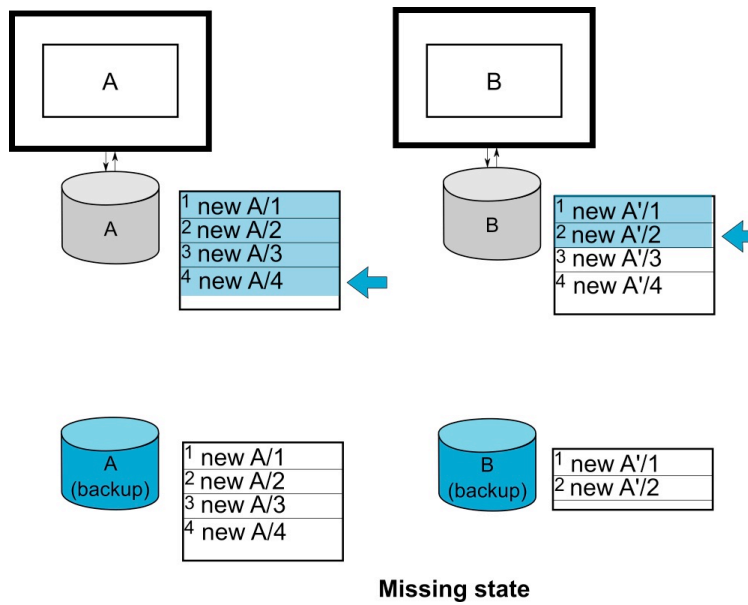 A
B
A
1 new A/1
2 new A/2
3 new A/3
4 new A/4
B
1 new A'/1
2 new A'/2
3 new A'/3
4 new A'/4
A
(backup)
1 new A/1
2 new A/2
3 new A/3
4 new A/4
B
(backup)
1 new A'/1
2 new A'/2
Missing state